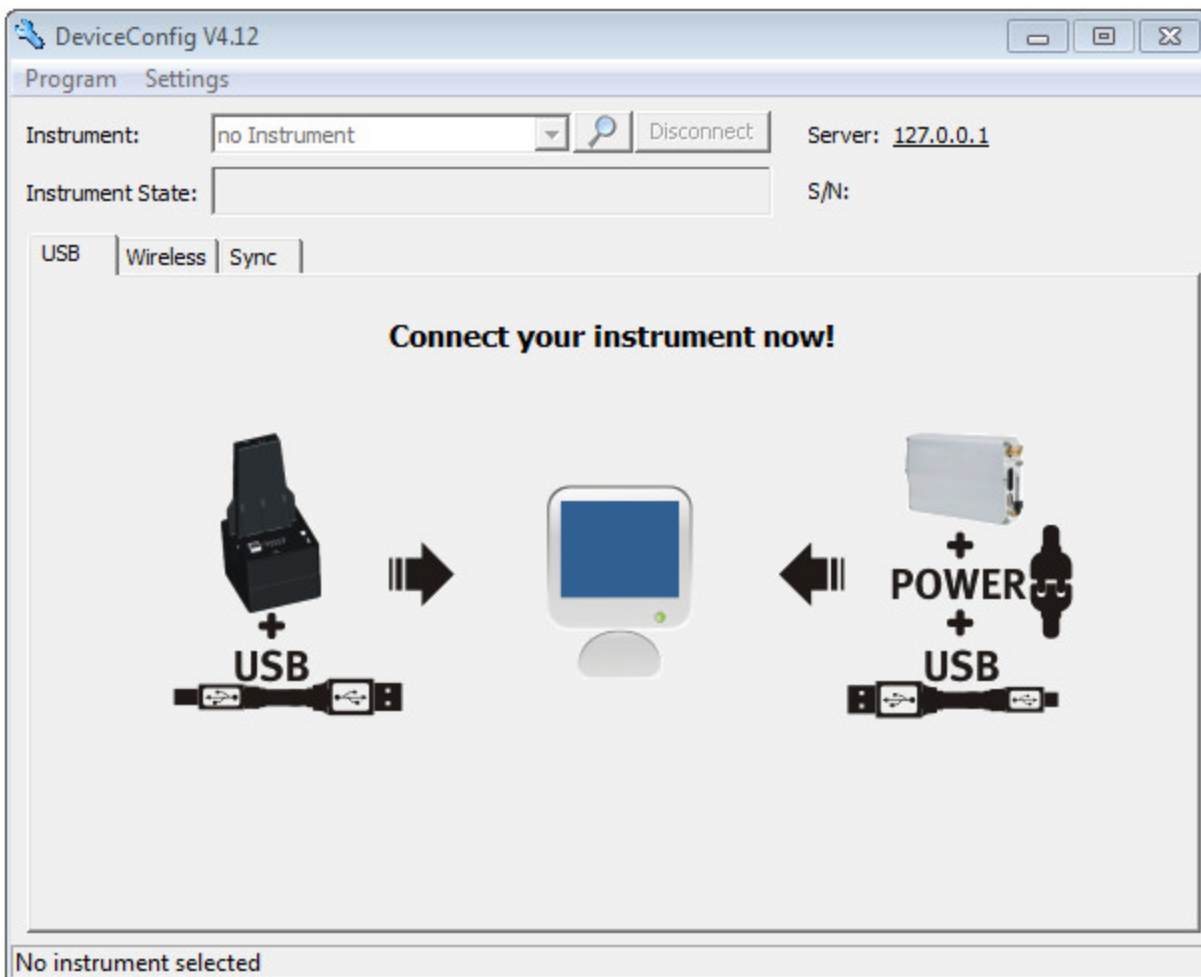 DeviceConfig V4.12
Program Settings
Instrument: no Instrument Disconnect Server: 127.0.0.1
Instrument State: S/N:
USB Wireless Sync
Connect your instrument now!
+
POWER
+ +
USB USB
No instrument selected